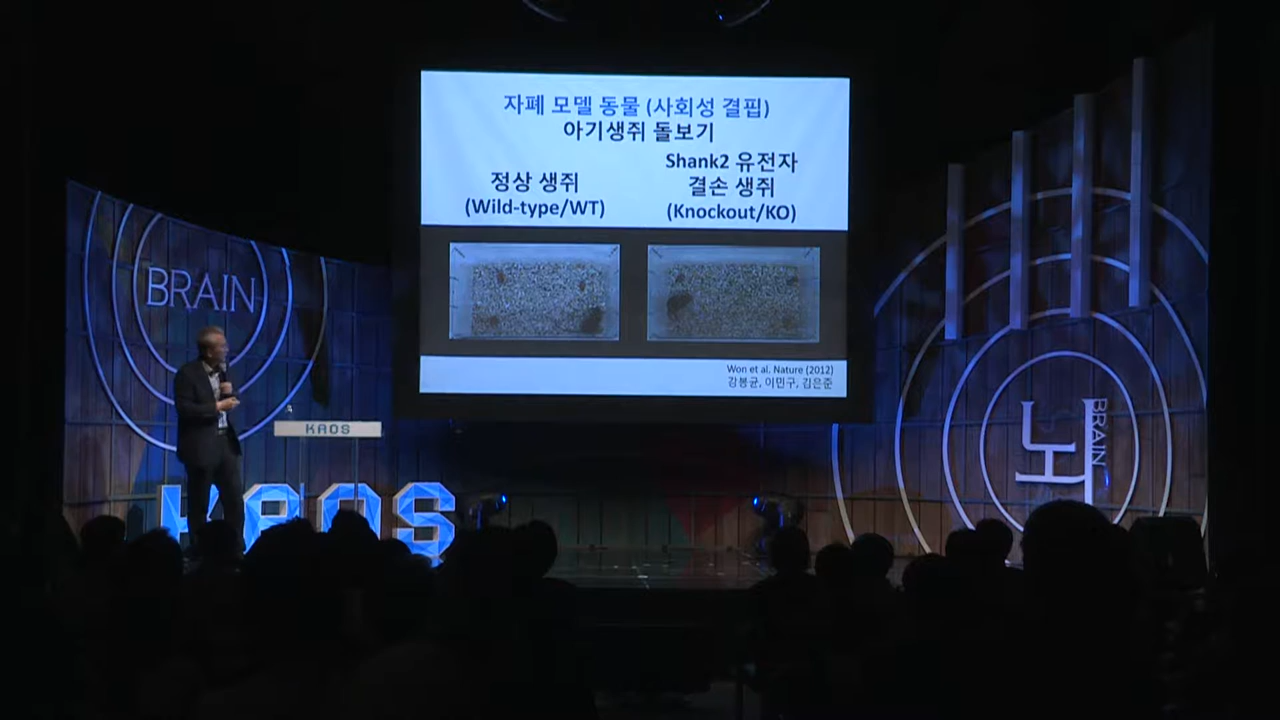 자폐 모델 동물 (사회성 결핍)
아기생쥐 돌보기
정상 생쥐
(Wild-type/WT)
Shank2 유전자
결손 생쥐
(Knockout/KO)
Won et al. Nature (2012)
강봉균, 이민구, 김은준
BRAIN
KAOS
KAOS
뇌
BRAIN